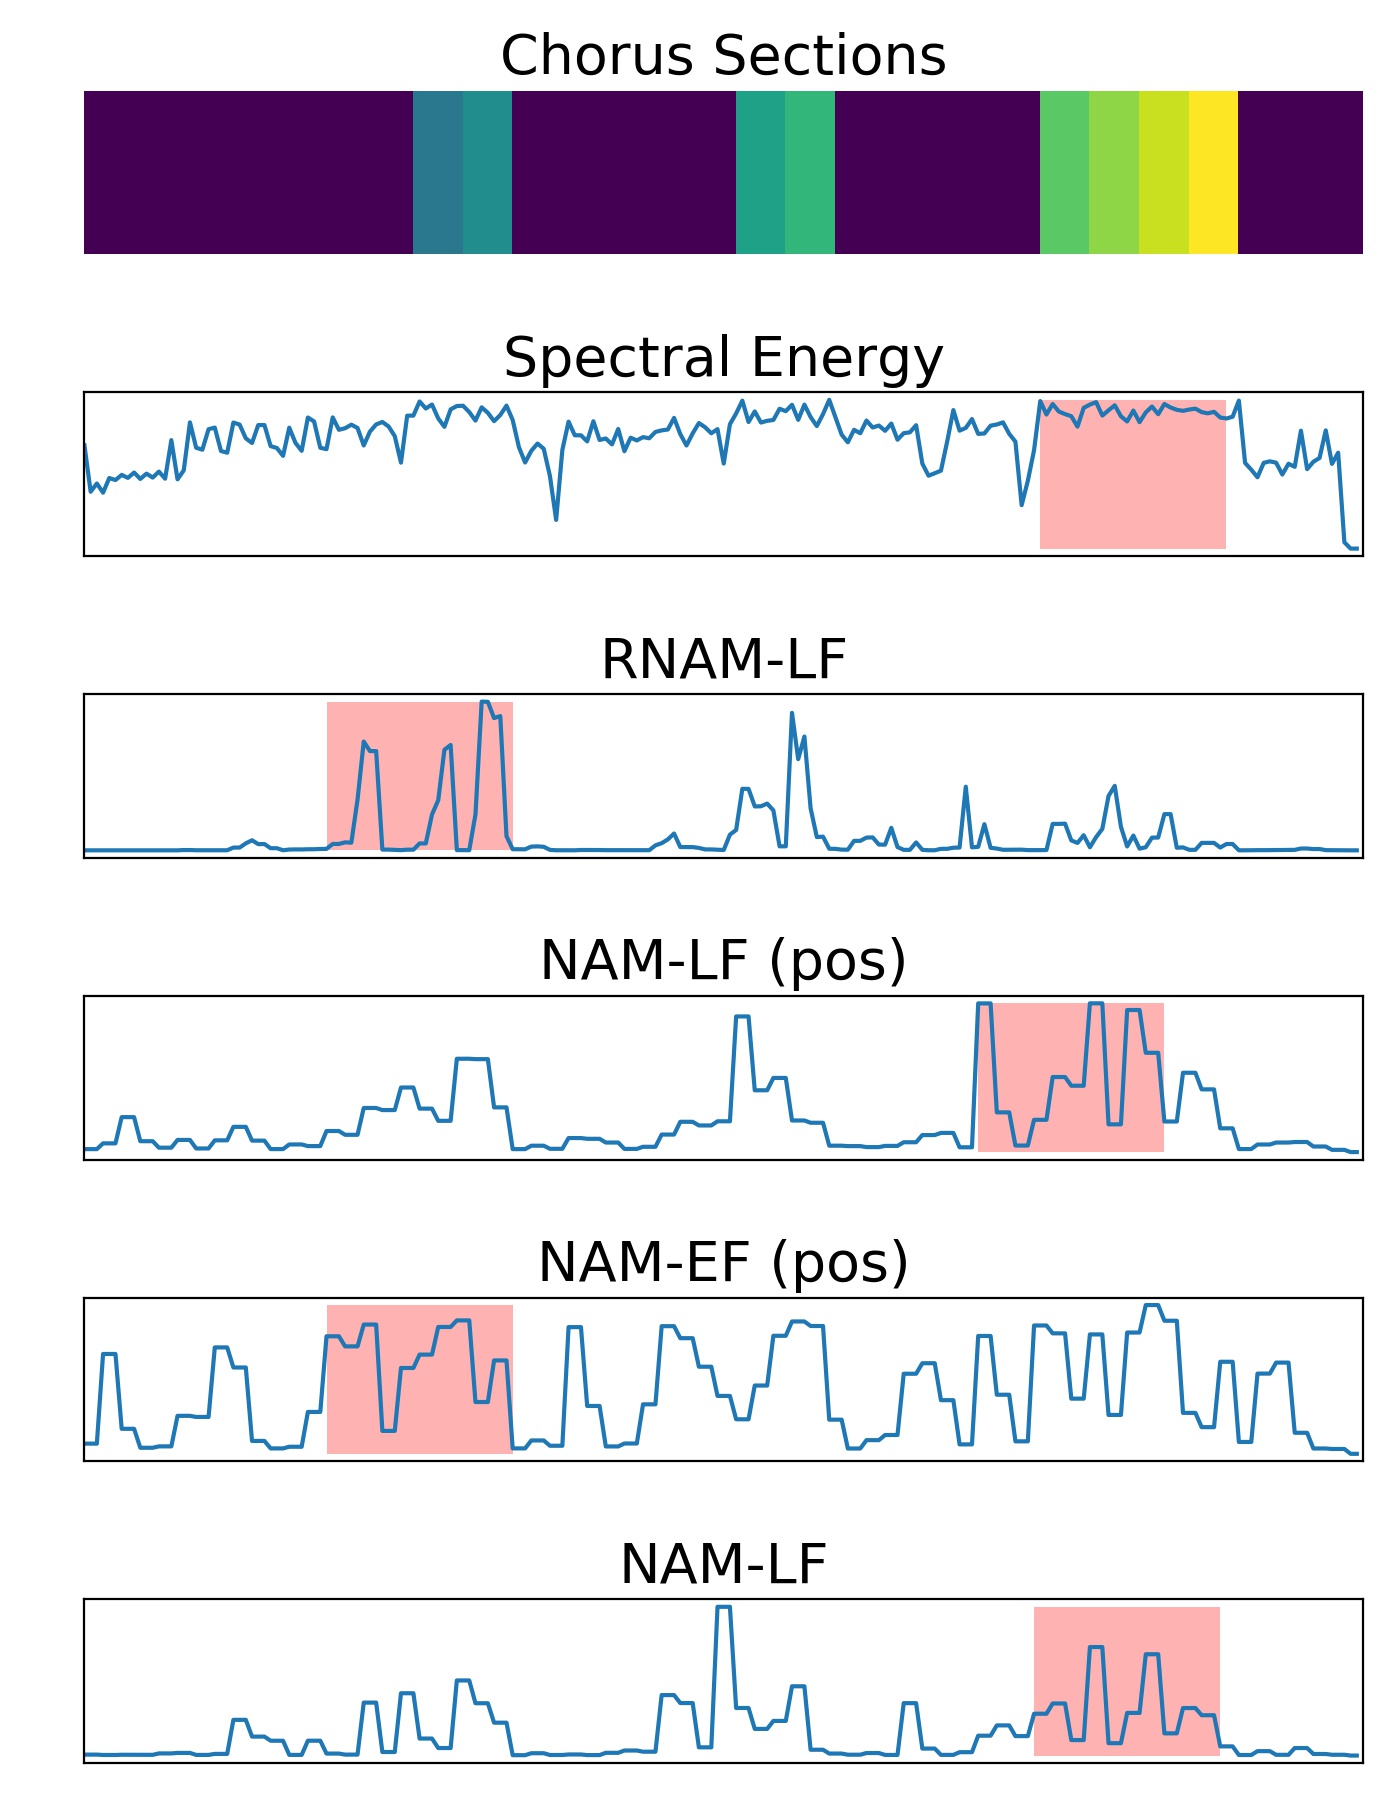 Chorus Sections
Spectral Energy
RNAM-LF
NAM-LF (pos)
NAM-EF (pos)
NAM-LF